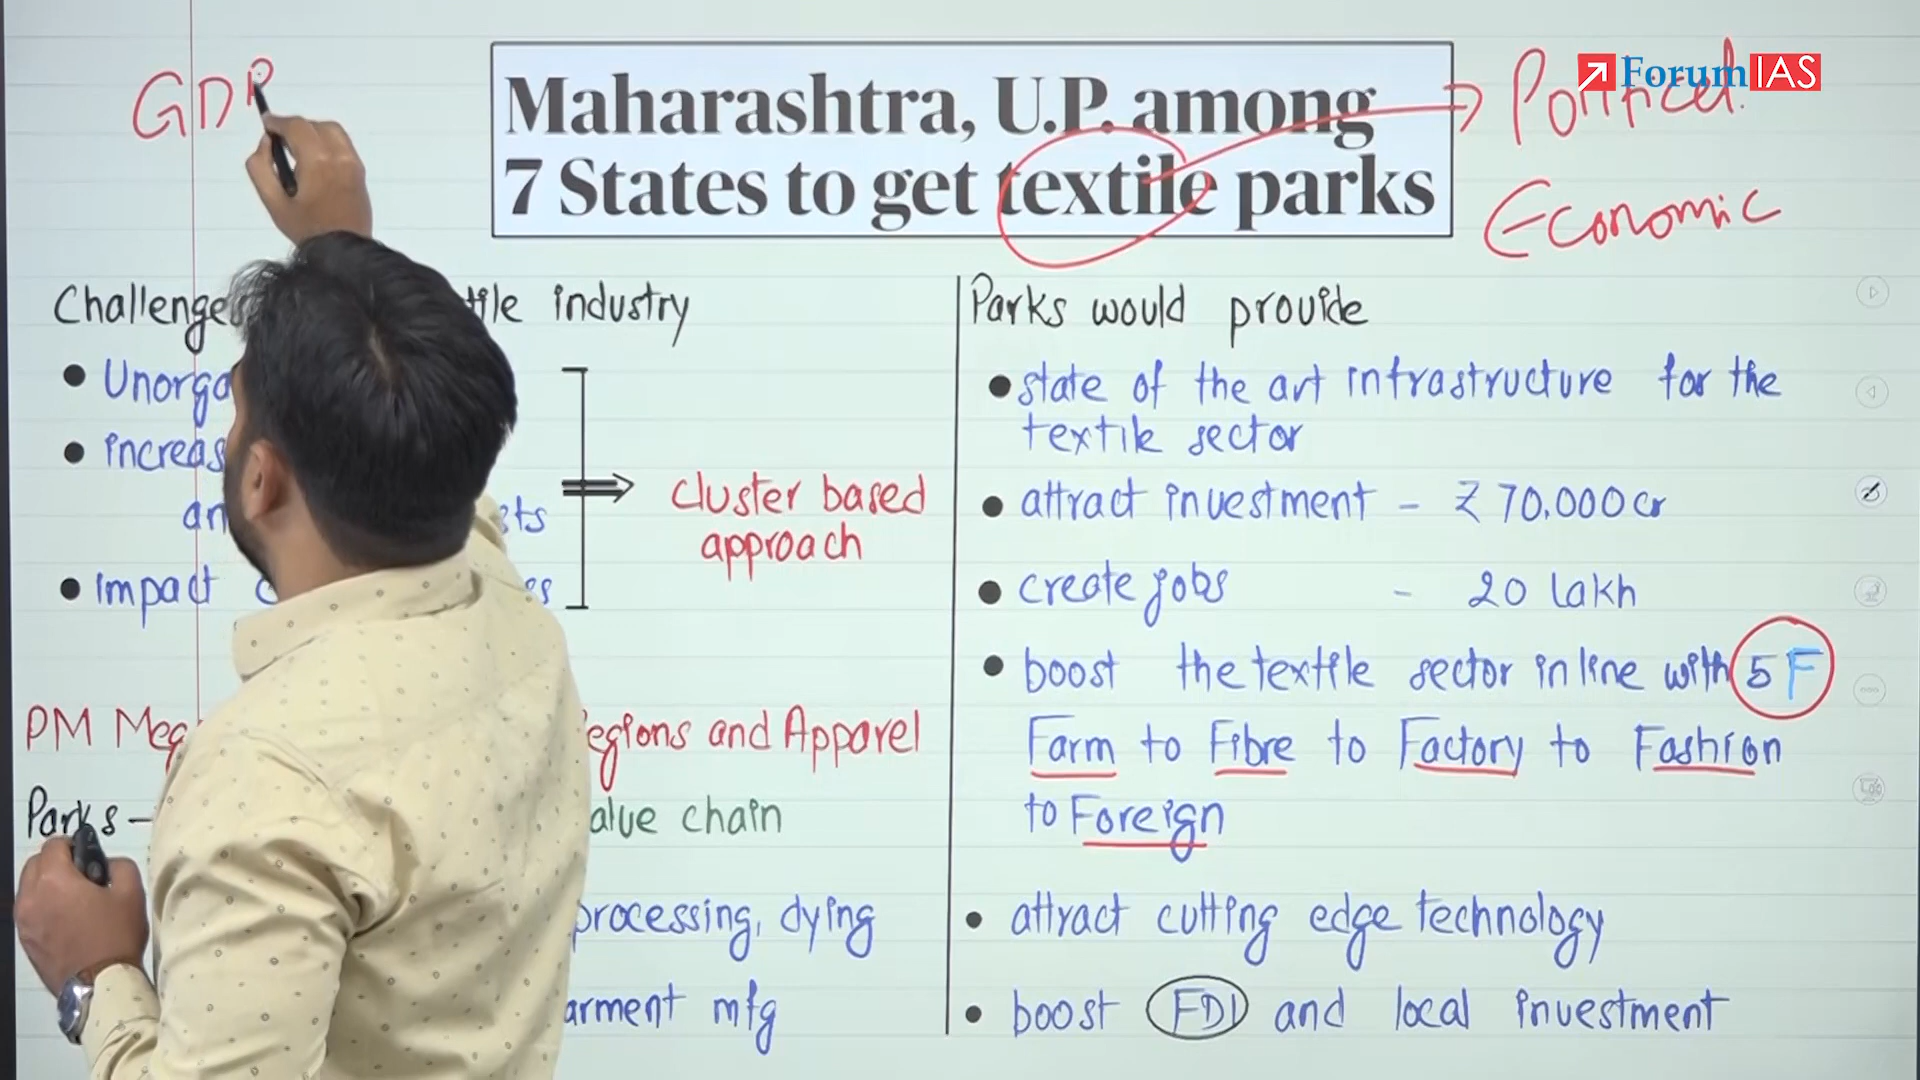 GDP
Maharashtra, U.P. among
7 States to get textile parks
ForumIAS
Political
Economic
Challenge tile industry
Unorga
increas
an sts
Impact
cluster based
approach
PM Meg egions and Apparel
Parks - alue chain
processing, dying
arment mfg
Parks would provide
state of the art infrastructure for the
textile sector
attract investment - ₹ 70,000 cr
create jobs - 20 lakh
boost the textile sector in line with 5F
Farm to Fibre to Factory to Fashion
to Foreign
attract cutting edge technology
boost FDI and local investment